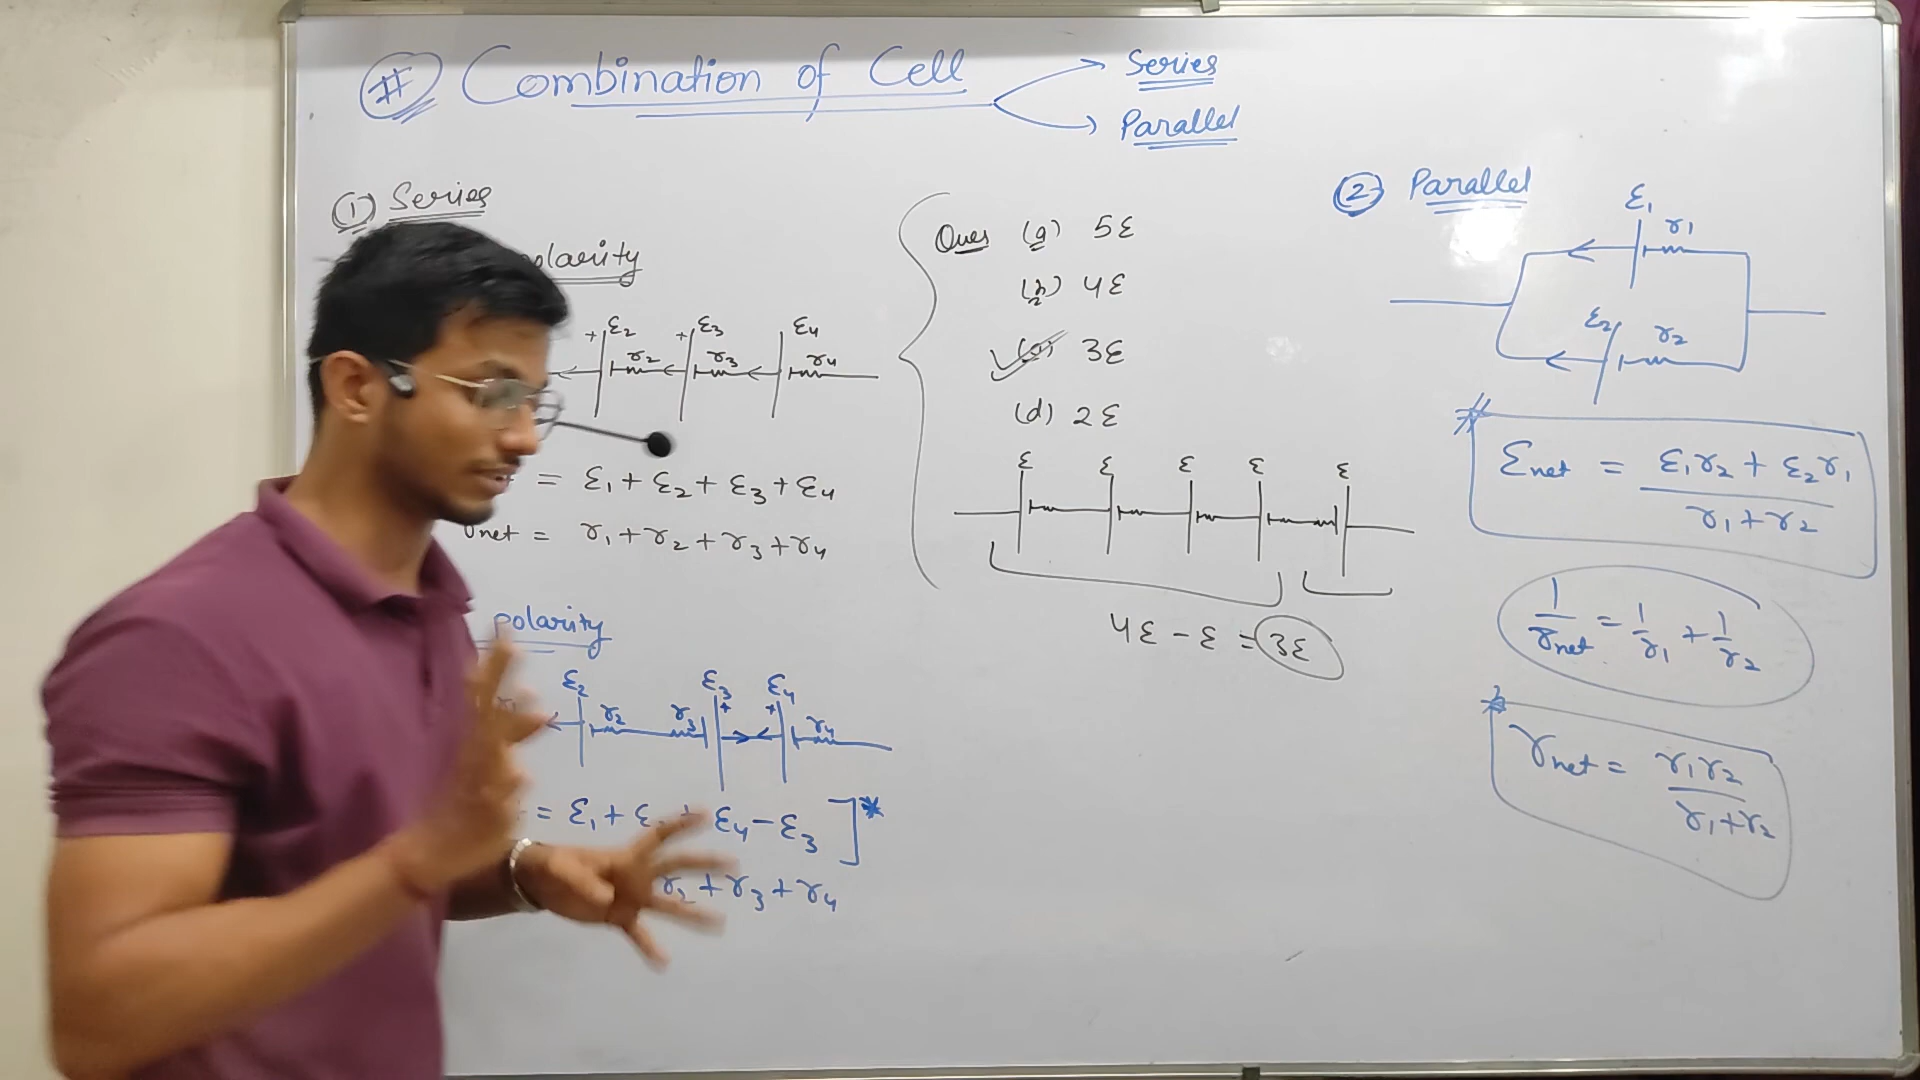 # Combination of Cell
Series
Parallel
① Series
polarity
+ε₂ +ε₃ ε₄
r₂ r₃ r₄
= ε₁ + ε₂ + ε₃ + ε₄
rnet = r₁ + r₂ + r₃ + r₄
polarity
ε₂ ε₃ ε₄
r₂ r₃ + + r₄
= ε₁ + ε₂ + ε₄ - ε₃ ] *
r₂ + r₃ + r₄
Ques (a) 5ε
4ε
3ε
(d) 2ε
ε ε ε ε ε
4ε - ε = 3ε
② Parallel
ε₁
r₁
ε₂ r₂
* εnet = ε₁r₂ + ε₂r₁ / r₁ + r₂
1/rnet = 1/r₁ + 1/r₂
* rnet = r₁r₂ / r₁+r₂